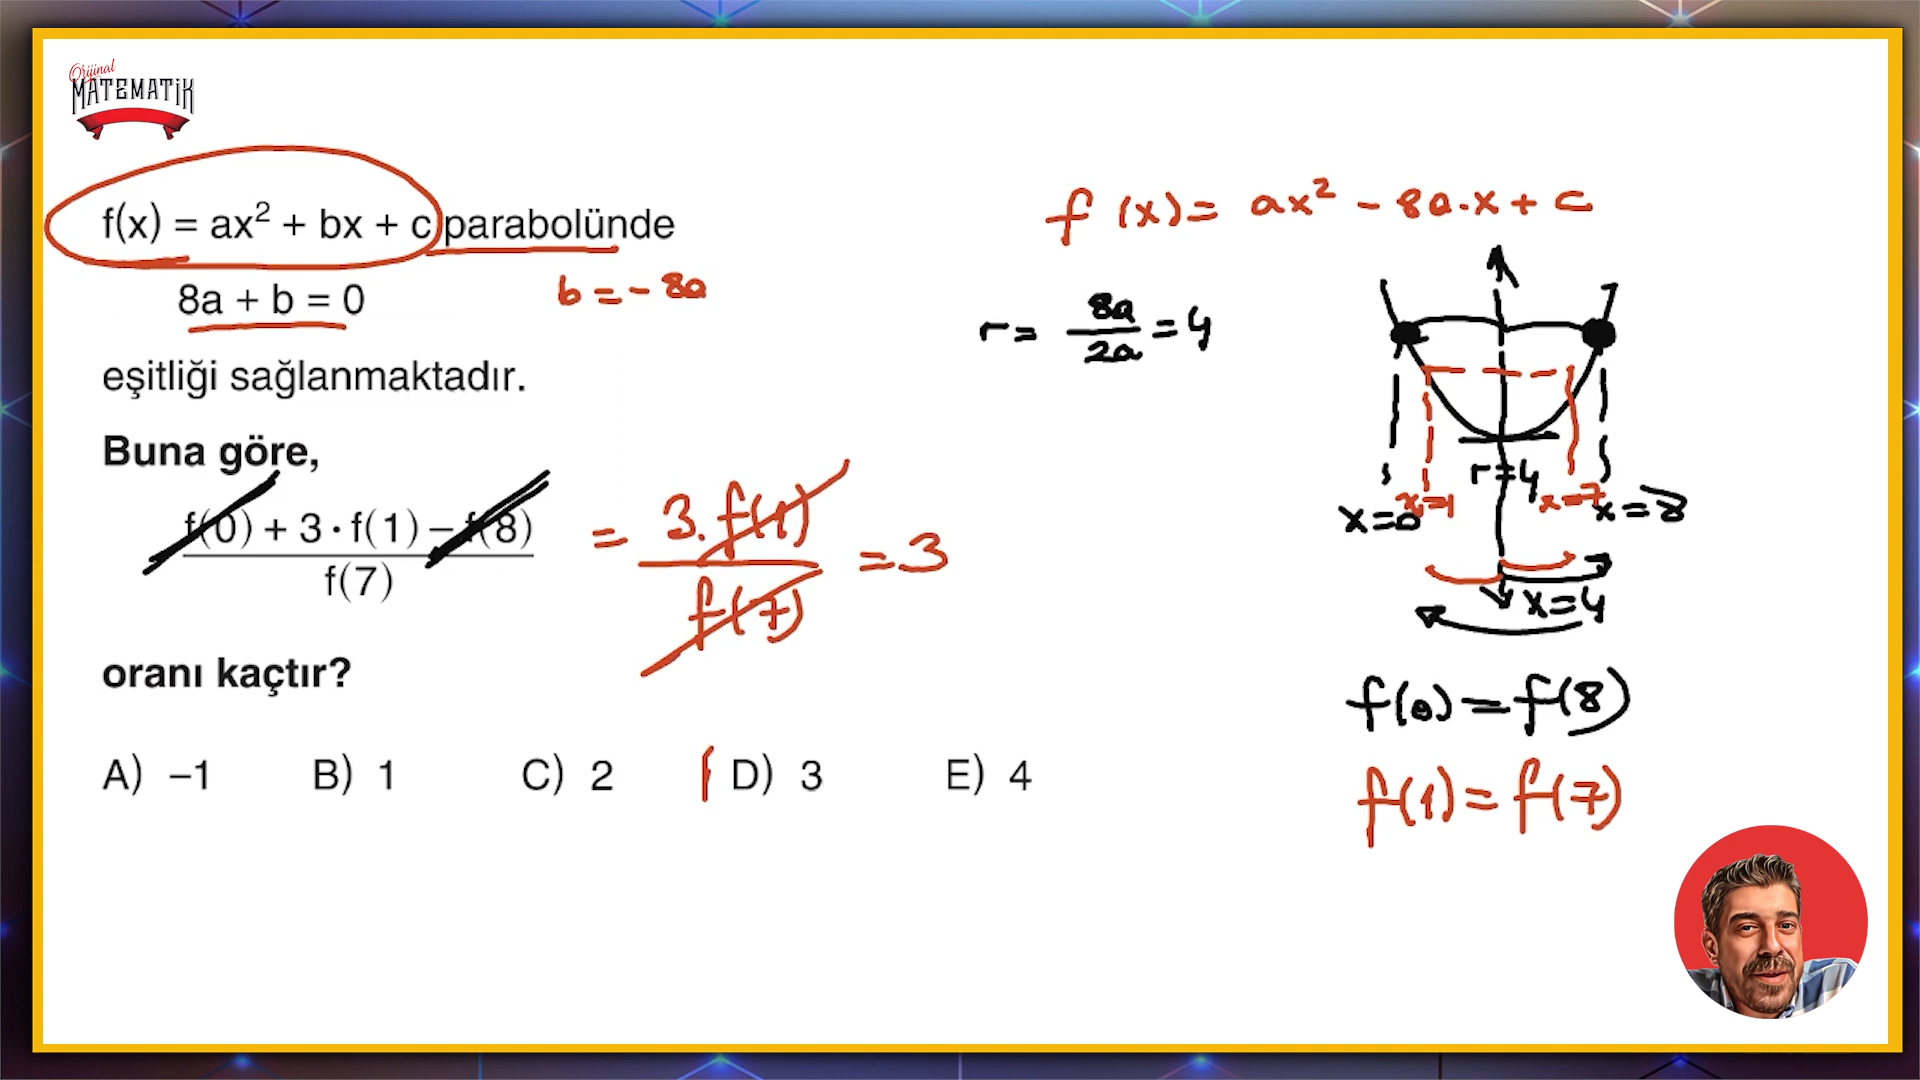 Orijinal
MATEMATİK
f(x) = ax² + bx + c parabolünde
8a + b = 0
b = - 8a
eşitliği sağlanmaktadır.
Buna göre,
f(0) + 3 · f(1) – f(8)
f(7)
= 3. f(1)
f(7)
= 3
oranı kaçtır?
A) –1 B) 1 C) 2 D) 3 E) 4
f (x) = ax² - 8a.x + c
r = 8a
2a
= 4
r = 4
x=0 x=1 x=7 x=8
x=4
f(0) = f(8)
f(1) = f(7)